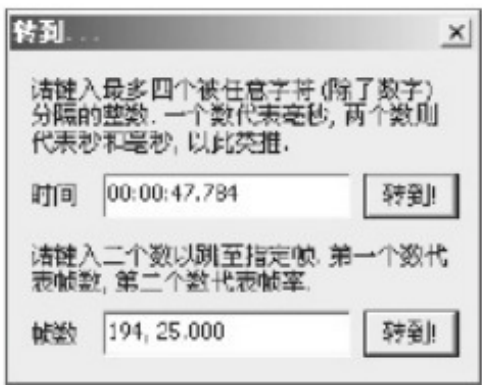 转到...
请键入最多四个被任意字符(除了数字)
分隔的整数. 一个数代表毫秒, 两个数则
代表秒和毫秒, 以此类推.
时间 00:00:47.784 转到!
请键入二个数以跳至指定帧. 第一个数代
表帧数, 第二个数代表帧率.
帧数 194, 25.000 转到!